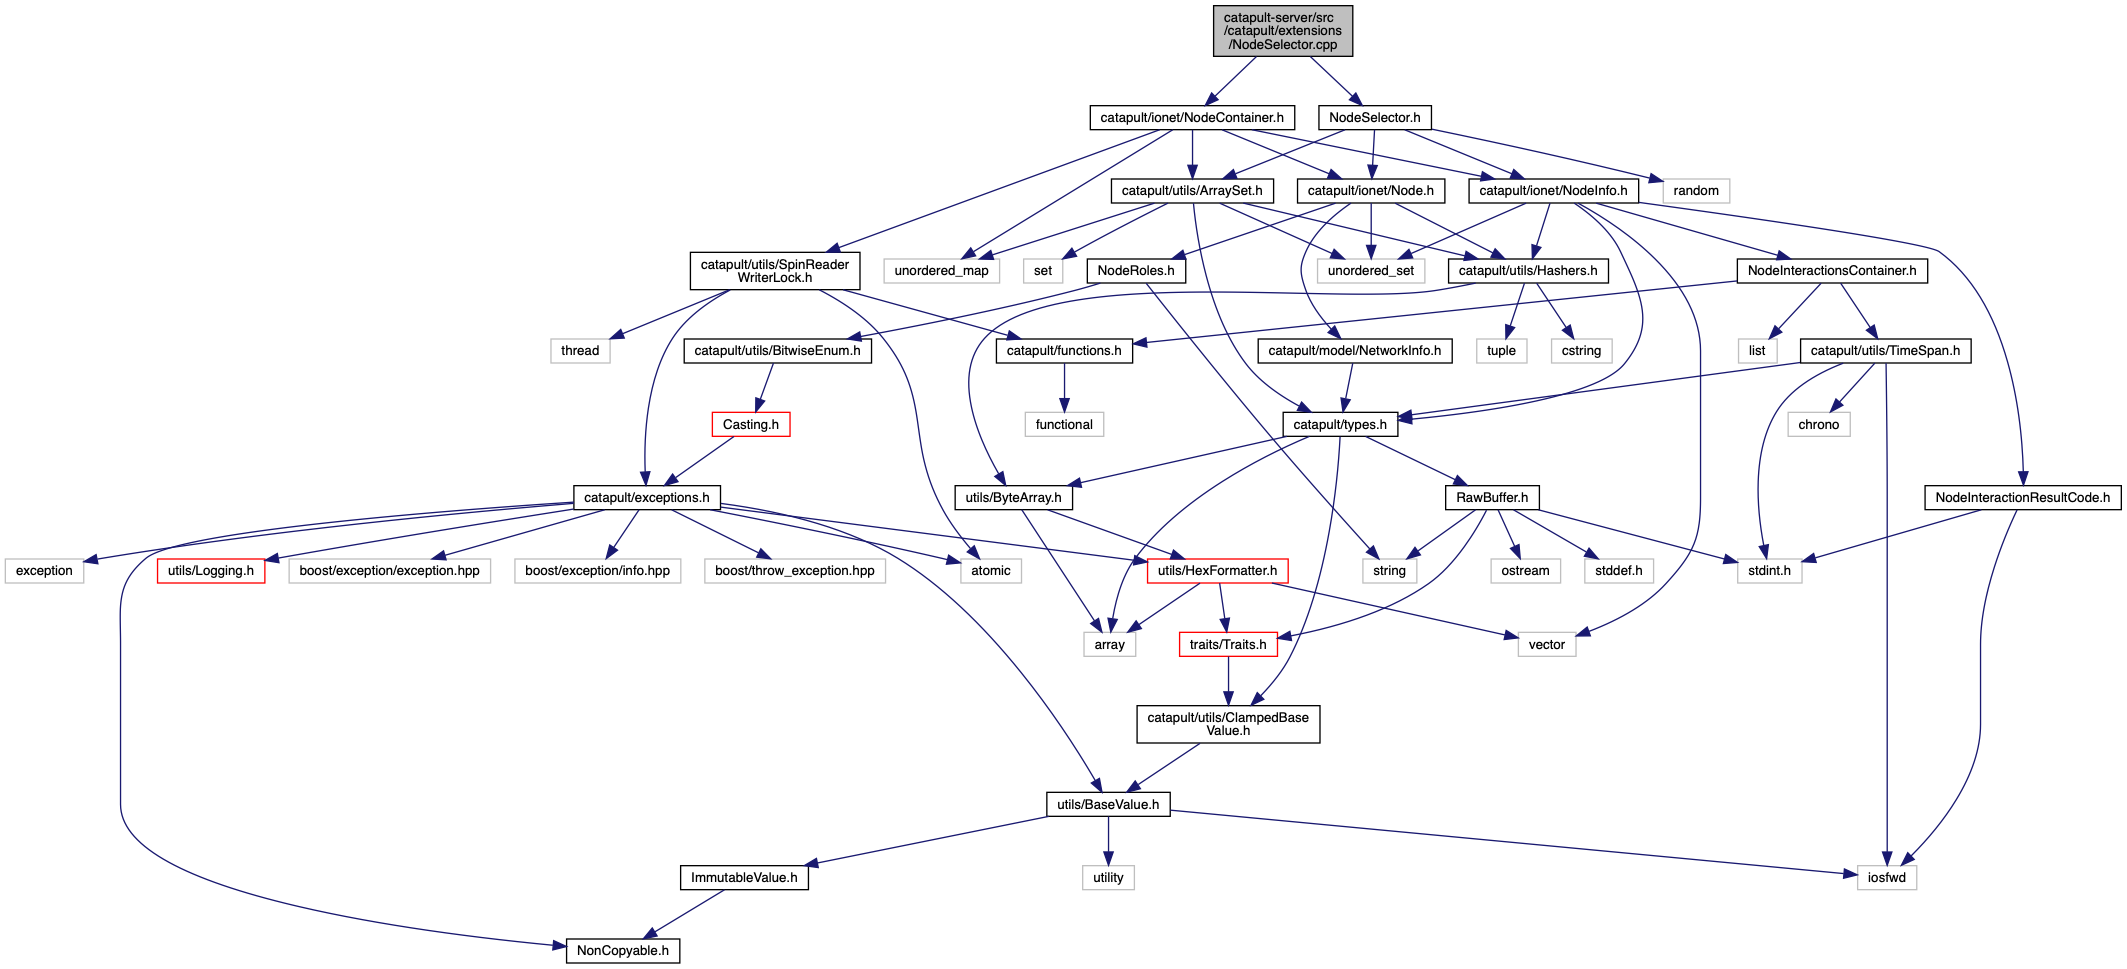 catapult-server/src
/catapult/extensions
/NodeSelector.cpp
catapult/ionet/NodeContainer.h
NodeSelector.h
catapult/utils/ArraySet.h
catapult/ionet/Node.h
catapult/ionet/NodeInfo.h
random
catapult/utils/SpinReader
WriterLock.h
unordered_map
set
NodeRoles.h
unordered_set
catapult/utils/Hashers.h
NodeInteractionsContainer.h
thread
catapult/utils/BitwiseEnum.h
catapult/functions.h
catapult/model/NetworkInfo.h
tuple
cstring
list
catapult/utils/TimeSpan.h
Casting.h
functional
catapult/types.h
chrono
catapult/exceptions.h
utils/ByteArray.h
RawBuffer.h
NodeInteractionResultCode.h
exception
utils/Logging.h
boost/exception/exception.hpp
boost/exception/info.hpp
boost/throw_exception.hpp
atomic
utils/HexFormatter.h
string
ostream
stddef.h
stdint.h
array
traits/Traits.h
vector
catapult/utils/ClampedBase
Value.h
utils/BaseValue.h
ImmutableValue.h
utility
iosfwd
NonCopyable.h